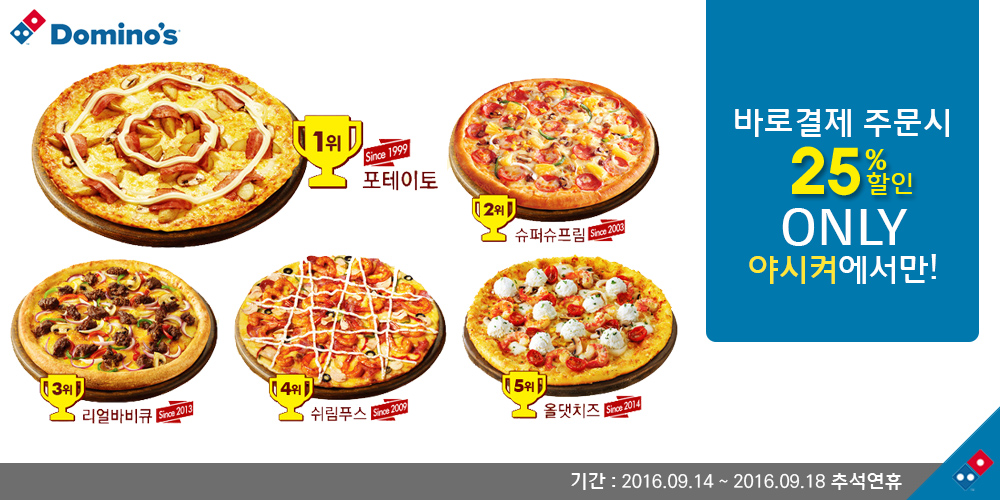 Domino's
1위
Since 1999
포테이토
2위
슈퍼슈프림 Since 2003
3위
리얼바비큐 Since 2013
4위
쉬림푸스 Since 2009
5위
올댓치즈 Since 2014
바로결제 주문시
25% 할인
ONLY
야시켜에서만!
기간 : 2016.09.14 ~ 2016.09.18 추석연휴